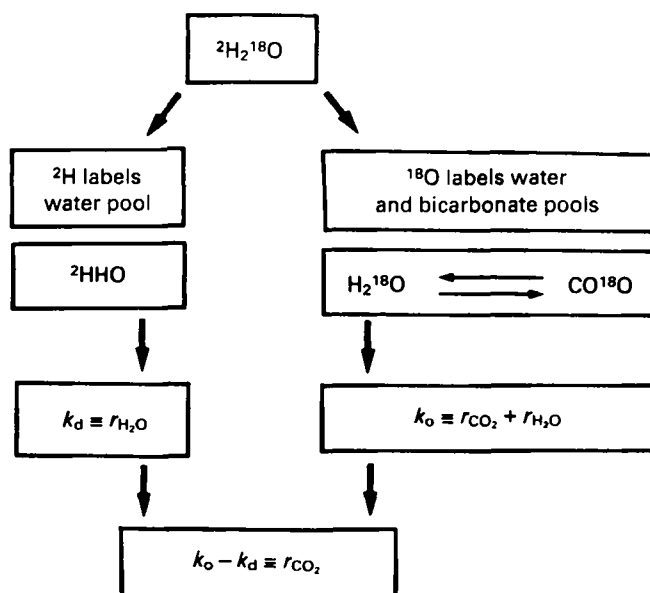 ²H₂¹⁸O
²H labels
water pool
¹⁸O labels water
and bicarbonate pools
²HHO
H₂¹⁸O CO¹⁸O
k_d ≡ r_H₂O
k_o ≡ r_CO₂ + r_H₂O
k_o − k_d ≡ r_CO₂